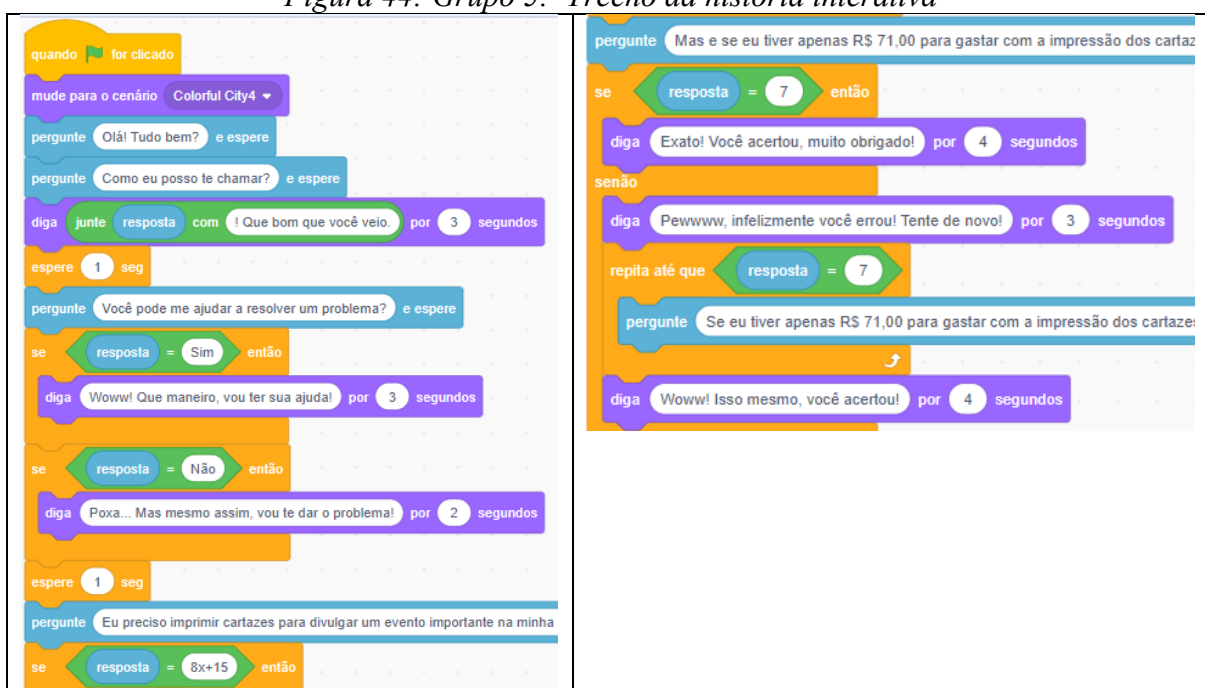 Figura 44: Grupo 5: Trecho da história interativa
quando for clicado
mude para o cenário Colorful City4
pergunte Olá! Tudo bem? e espere
pergunte Como eu posso te chamar? e espere
diga junte resposta com ! Que bom que você veio. por 3 segundos
espere 1 seg
pergunte Você pode me ajudar a resolver um problema? e espere
se resposta = Sim então
diga Woww! Que maneiro, vou ter sua ajuda! por 3 segundos
se resposta = Não então
diga Poxa... Mas mesmo assim, vou te dar o problema! por 2 segundos
espere 1 seg
pergunte Eu preciso imprimir cartazes para divulgar um evento importante na minha
se resposta = 8x+15 então
pergunte Mas e se eu tiver apenas R$ 71,00 para gastar com a impressão dos cartaz
se resposta = 7 então
diga Exato! Você acertou, muito obrigado! por 4 segundos
senão
diga Pewwww, infelizmente você errou! Tente de novo! por 3 segundos
repita até que resposta = 7
pergunte Se eu tiver apenas R$ 71,00 para gastar com a impressão dos cartazes
diga Woww! Isso mesmo, você acertou! por 4 segundos